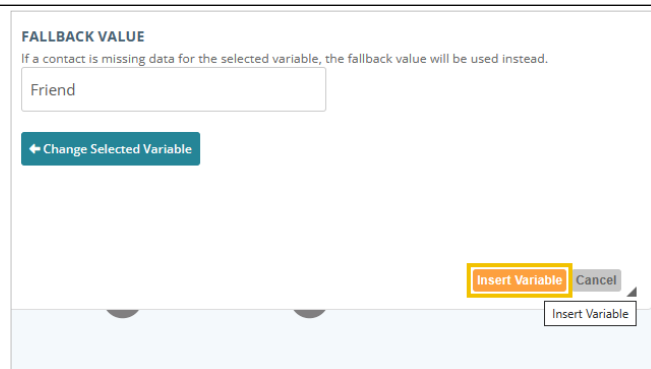 FALLBACK VALUE
If a contact is missing data for the selected variable, the fallback value will be used instead.
Friend
Change Selected Variable
Insert Variable Cancel
Insert Variable